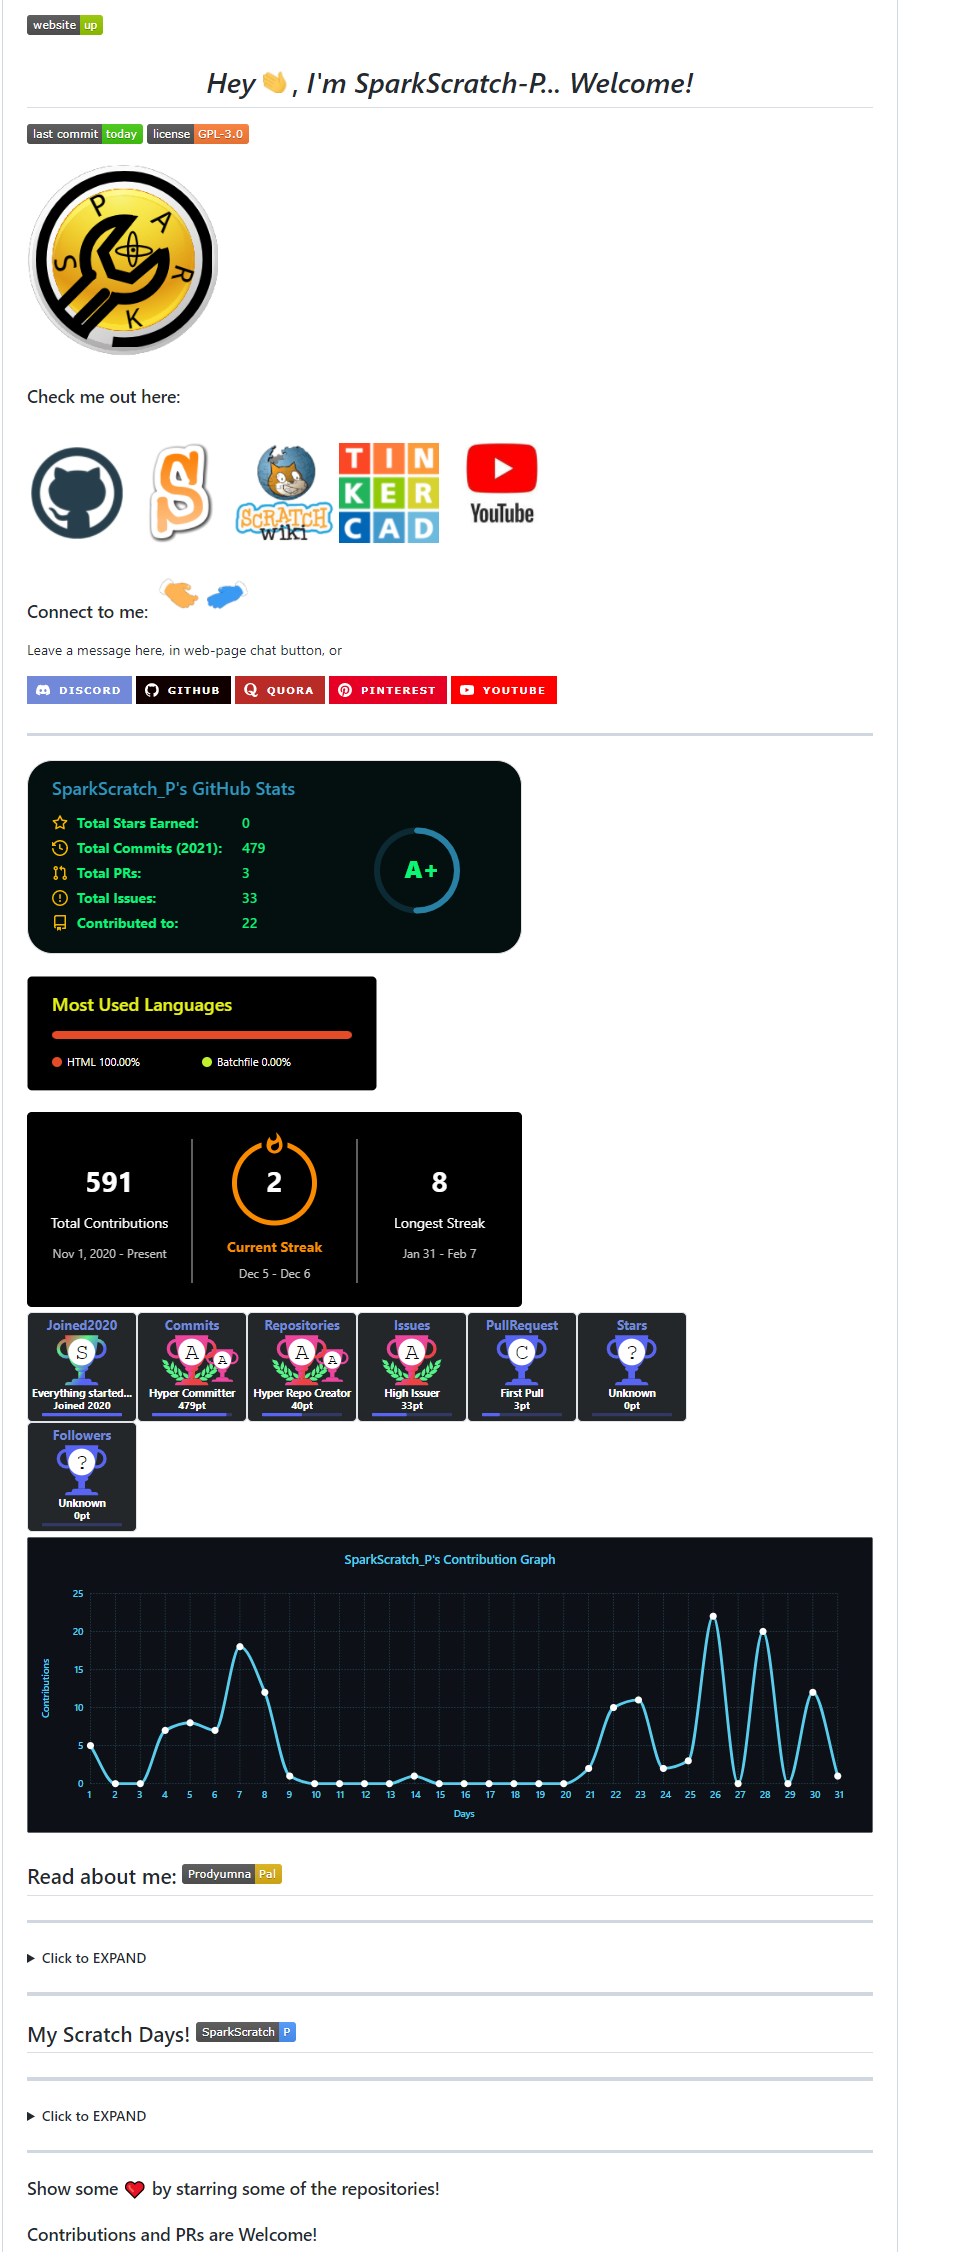 website up
Hey 👋, I'm SparkScratch-P... Welcome!
last commit today license GPL-3.0
S P A R K
Check me out here:
S
SCRATCH
wiki
TIN
KER
CAD
YouTube
Connect to me:
Leave a message here, in web-page chat button, or
DISCORD GITHUB QUORA PINTEREST YOUTUBE
SparkScratch_P's GitHub Stats
Total Stars Earned: 0
Total Commits (2021): 479
Total PRs: 3
Total Issues: 33
Contributed to: 22
A+
Most Used Languages
HTML 100.00% Batchfile 0.00%
591
Total Contributions
Nov 1, 2020 - Present
2
Current Streak
Dec 5 - Dec 6
8
Longest Streak
Jan 31 - Feb 7
Joined2020
S
Everything started...
Joined 2020
Commits
A A
Hyper Committer
479pt
Repositories
A A
Hyper Repo Creator
40pt
Issues
A
High Issuer
33pt
PullRequest
C
First Pull
3pt
Stars
?
Unknown
0pt
Followers
?
Unknown
0pt
SparkScratch_P's Contribution Graph
Contributions
25
20
15
10
5
0
1 2 3 4 5 6 7 8 9 10 11 12 13 14 15 16 17 18 19 20 21 22 23 24 25 26 27 28 29 30 31
Days
Read about me: Prodyumna Pal
Click to EXPAND
My Scratch Days! SparkScratch P
Click to EXPAND
Show some ❤ by starring some of the repositories!
Contributions and PRs are Welcome!